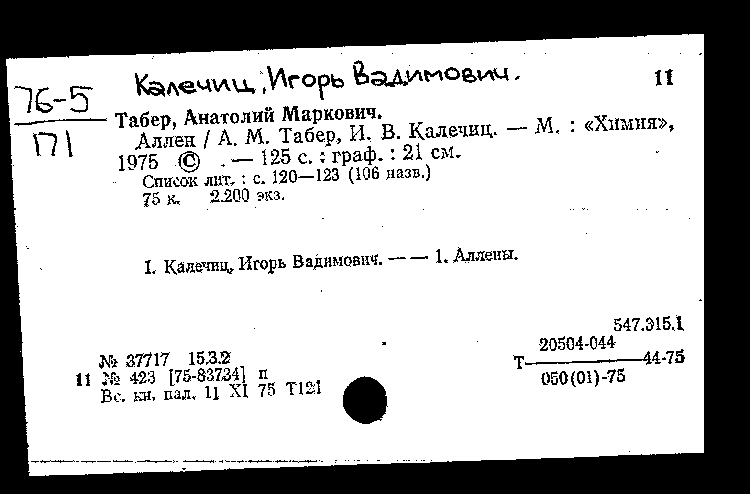 Калечиц, Игорь Вадимович.
11
76-5
171
Табер, Анатолий Маркович.
Аллен / А. М. Табер, И. В. Калечиц. — М. : «Химия»,
1975 © . — 125 с. : граф. : 21 см.
Список лит. : с. 120—123 (106 назв.)
75 к. 2.200 экз.
I. Калечиц, Игорь Вадимович. — — 1. Аллены.
547.315.1
20504-044
Т 44-75
050(01)-75
№ 37717 15.3.2
11 № 423 [75-83734] п
Вс. кн. пал. 11 XI 75 Т121